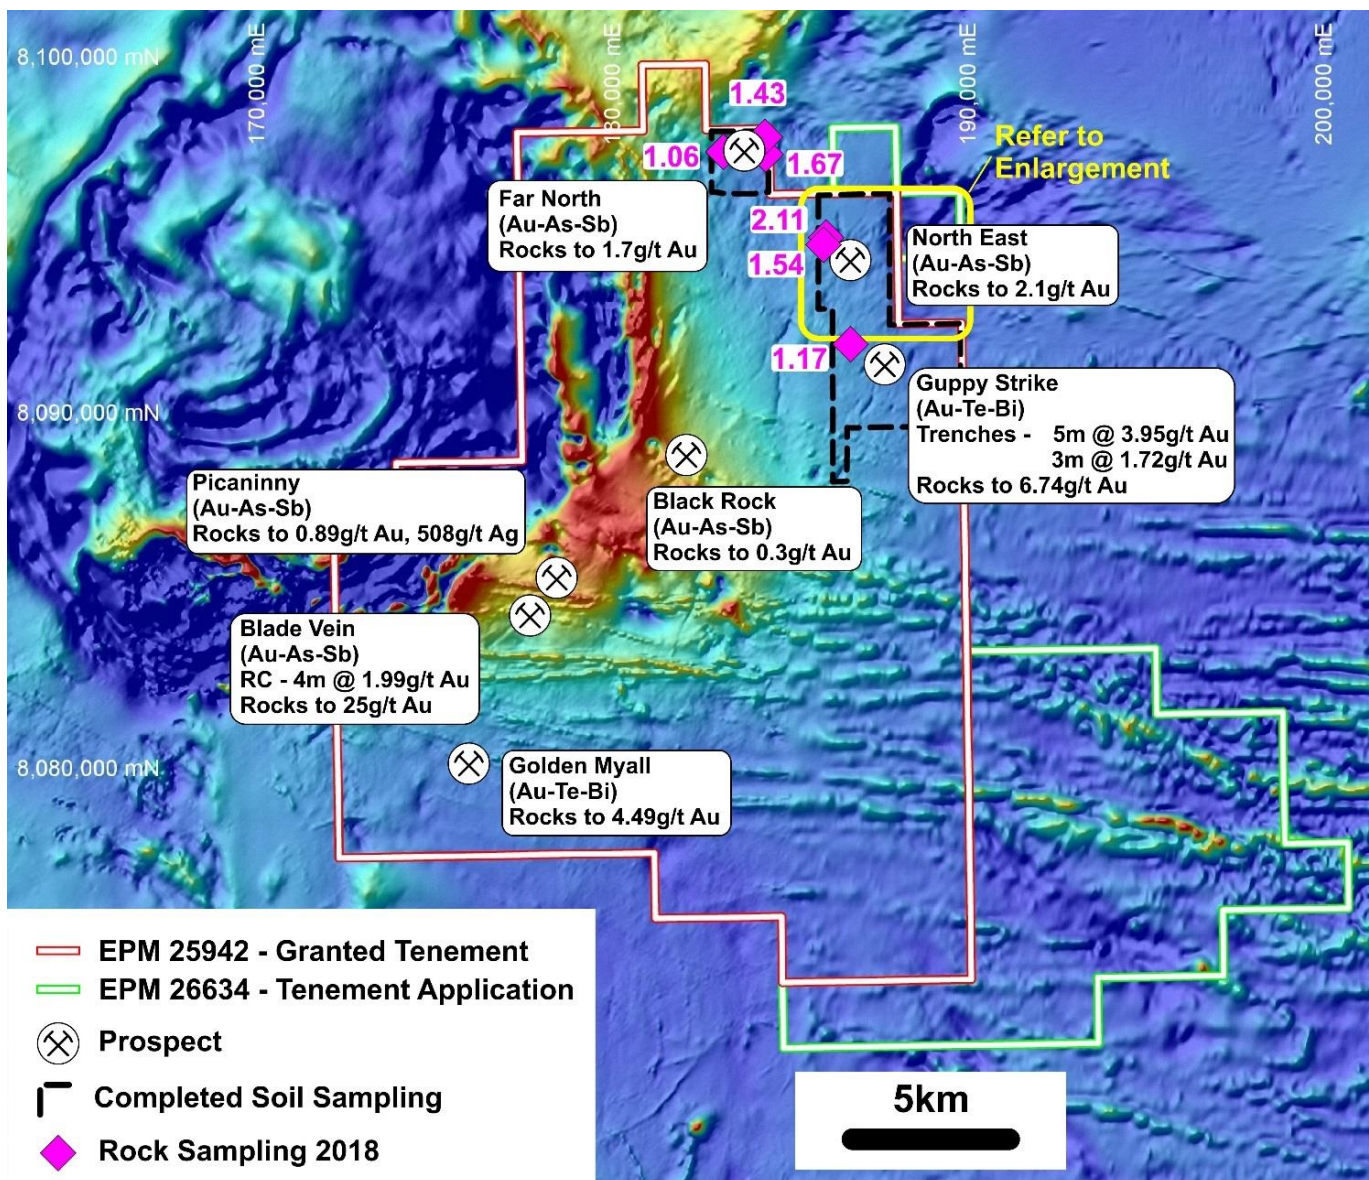 8,100,000 mN
170,000 mE
180,000 mE
190,000 mE
200,000 mE
1.43
1.06
1.67
Refer to
Enlargement
Far North
(Au-As-Sb)
Rocks to 1.7g/t Au
2.11
1.54
North East
(Au-As-Sb)
Rocks to 2.1g/t Au
1.17
8,090,000 mN
Guppy Strike
(Au-Te-Bi)
Trenches - 5m @ 3.95g/t Au
3m @ 1.72g/t Au
Rocks to 6.74g/t Au
Picaninny
(Au-As-Sb)
Rocks to 0.89g/t Au, 508g/t Ag
Black Rock
(Au-As-Sb)
Rocks to 0.3g/t Au
Blade Vein
(Au-As-Sb)
RC - 4m @ 1.99g/t Au
Rocks to 25g/t Au
8,080,000 mN
Golden Myall
(Au-Te-Bi)
Rocks to 4.49g/t Au
EPM 25942 - Granted Tenement
EPM 26634 - Tenement Application
Prospect
Completed Soil Sampling
Rock Sampling 2018
5km